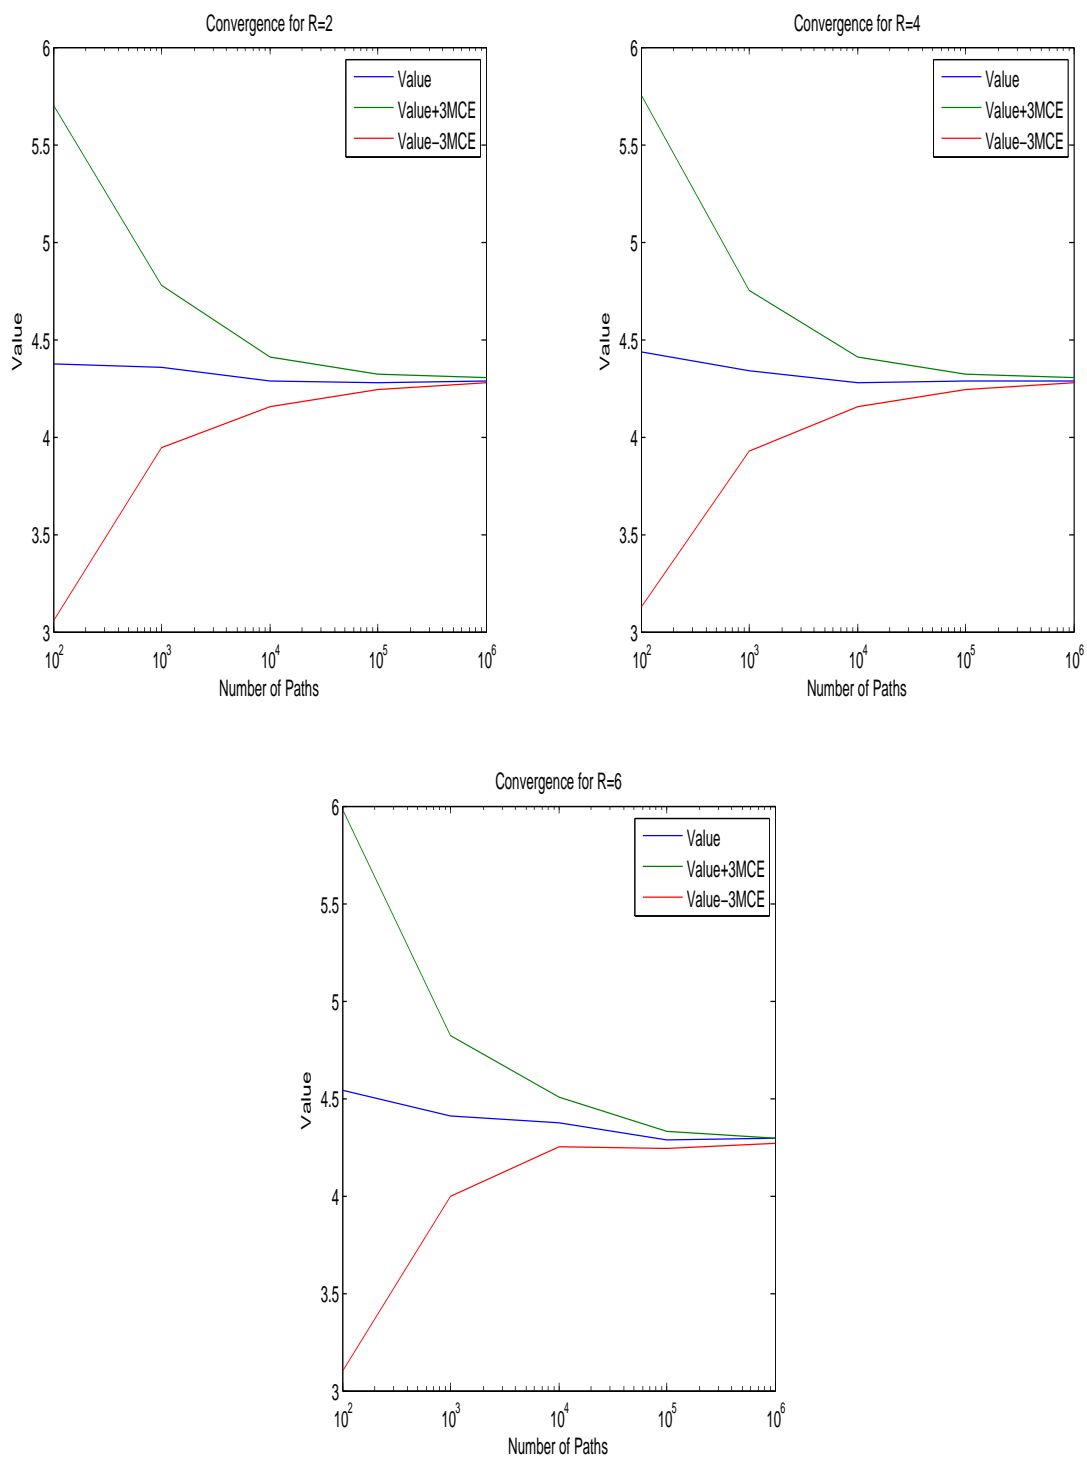 Convergence for R=2
6
5.5
5
4.5
4
3.5
3
Value
10^2
10^3
10^4
10^5
10^6
Number of Paths
Value
Value+3MCE
Value−3MCE
Convergence for R=4
6
5.5
5
4.5
4
3.5
3
Value
10^2
10^3
10^4
10^5
10^6
Number of Paths
Value
Value+3MCE
Value−3MCE
Convergence for R=6
6
5.5
5
4.5
4
3.5
3
Value
10^2
10^3
10^4
10^5
10^6
Number of Paths
Value
Value+3MCE
Value−3MCE